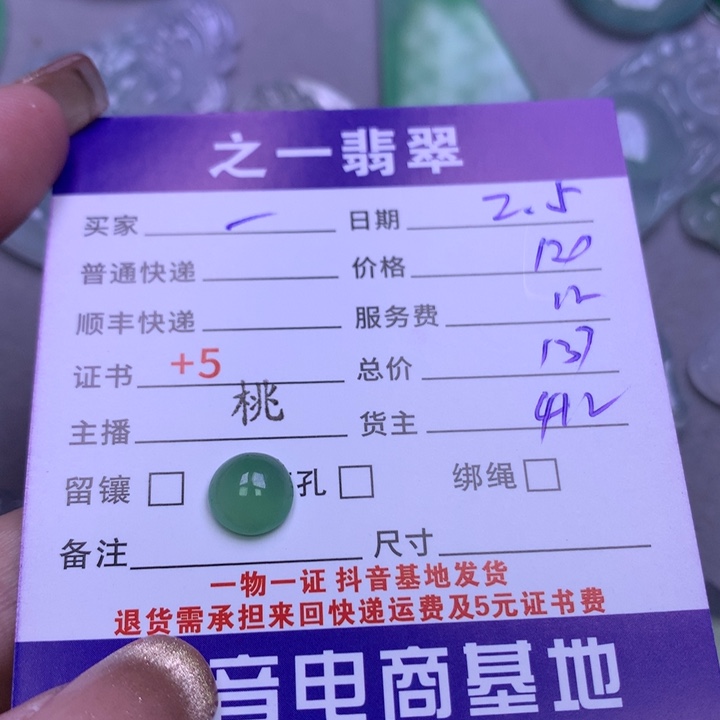 之一翡翠
买家 一 日期 2.5
普通快递 价格 120
顺丰快递 服务费 12
证书 +5 总价 137
主播 桃 货主 412
留镶 孔 绑绳
备注 尺寸
一物一证 抖音基地发货
退货需承担来回快递运费及5元证书费
音电商基地